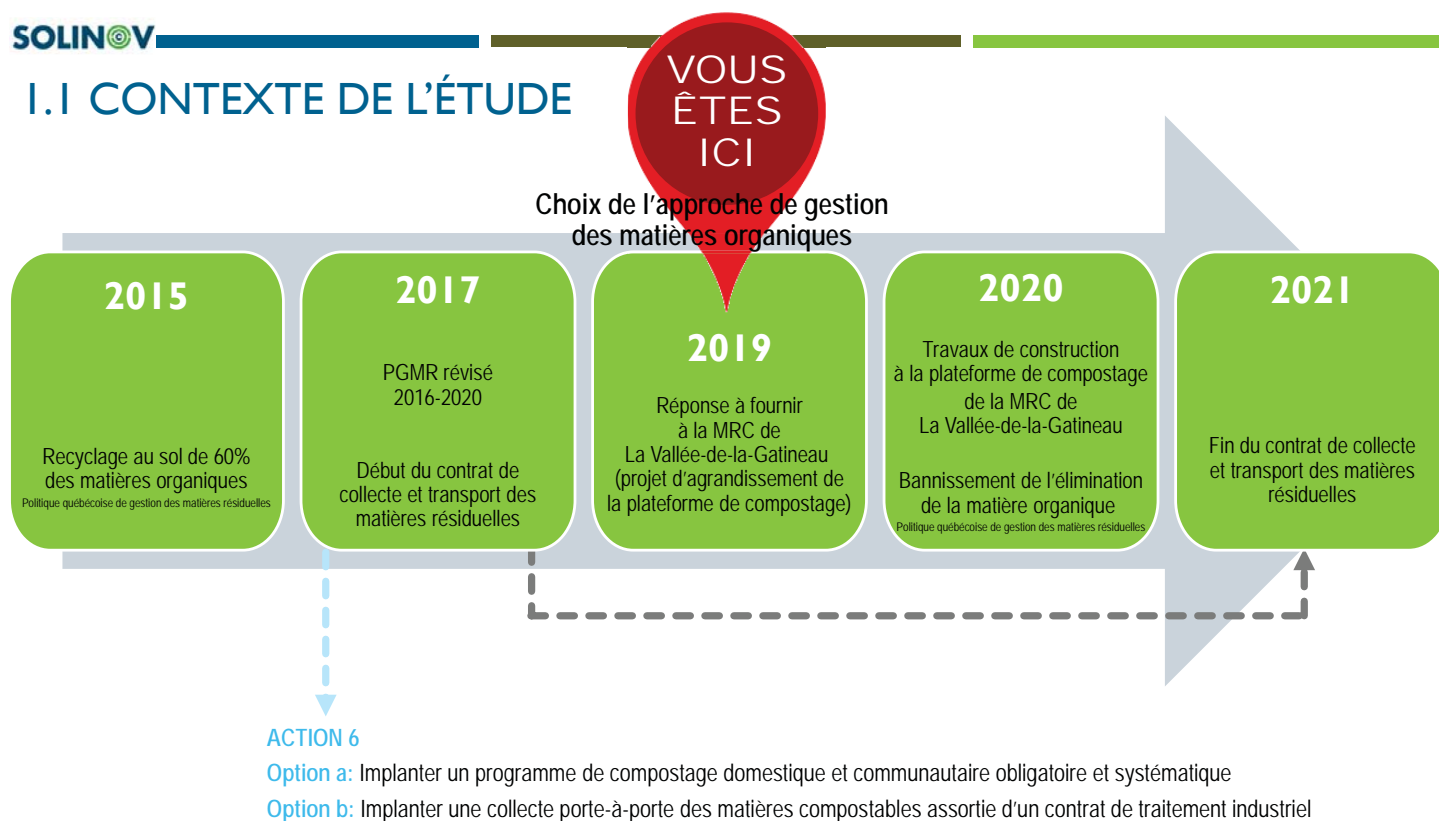 SOLINOV
1.1 CONTEXTE DE L'ÉTUDE
VOUS
ÊTES
ICI
Choix de l'approche de gestion
des matières organiques
2015
Recyclage au sol de 60%
des matières organiques
Politique québécoise de gestion des matières résiduelles
2017
PGMR révisé
2016-2020
Début du contrat de
collecte et transport des
matières résiduelles
2019
Réponse à fournir
à la MRC de
La Vallée-de-la-Gatineau
(projet d'agrandissement de
la plateforme de compostage)
2020
Travaux de construction
à la plateforme de compostage
de la MRC de
La Vallée-de-la-Gatineau
Bannissement de l'élimination
de la matière organique
Politique québécoise de gestion des matières résiduelles
2021
Fin du contrat de collecte
et transport des matières
résiduelles
ACTION 6
Option a: Implanter un programme de compostage domestique et communautaire obligatoire et systématique
Option b: Implanter une collecte porte-à-porte des matières compostables assortie d'un contrat de traitement industriel